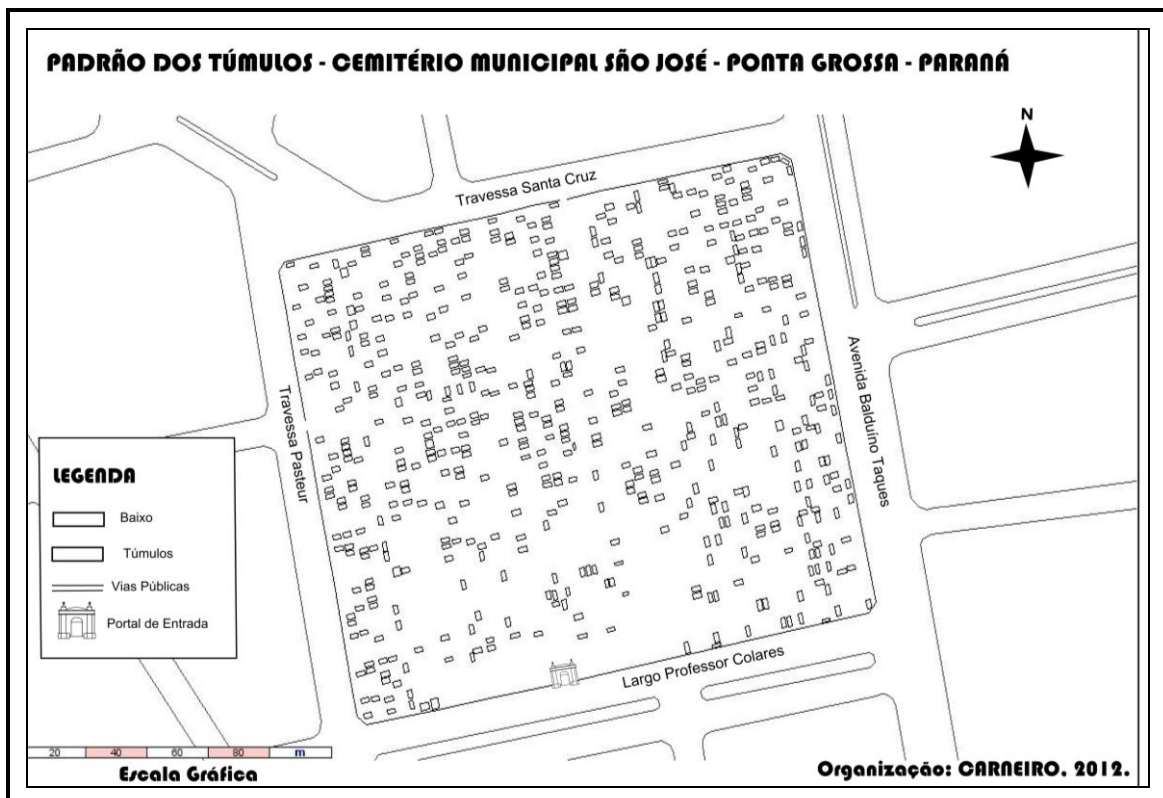 PADRÃO DOS TÚMULOS - CEMITÉRIO MUNICIPAL SÃO JOSÉ - PONTA GROSSA - PARANÁ
N
Travessa Santa Cruz
Avenida Balduíno Taques
Travessa Pasteur
LEGENDA
Baixo
Túmulos
Vias Públicas
Portal de Entrada
Largo Professor Colares
20 40 60 80 m
Escala Gráfica
Organização: CARNEIRO. 2012.